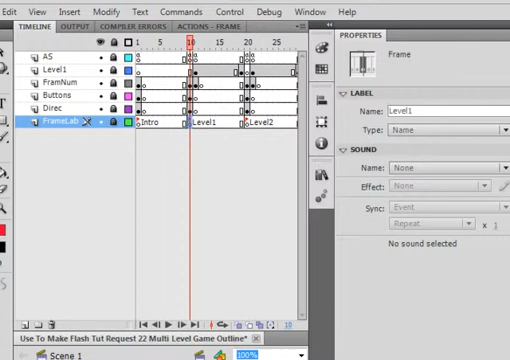 View Insert Modify Text Commands Control Debug Window Help
TIMELINE OUTPUT COMPILER ERRORS ACTIONS - FRAME
1 5 10 15 20 25
AS
Level1
FramNum
Buttons
Direc
FrameLab Intro Level1 Level2
10
Use To Make Flash Tut Request 22 Multi Level Game Outline*
Scene 1 100%
PROPERTIES
Frame
LABEL
Name: Level1
Type: Name
SOUND
Name: None
Effect: None
Sync: Event
Repeat x 1
No sound selected